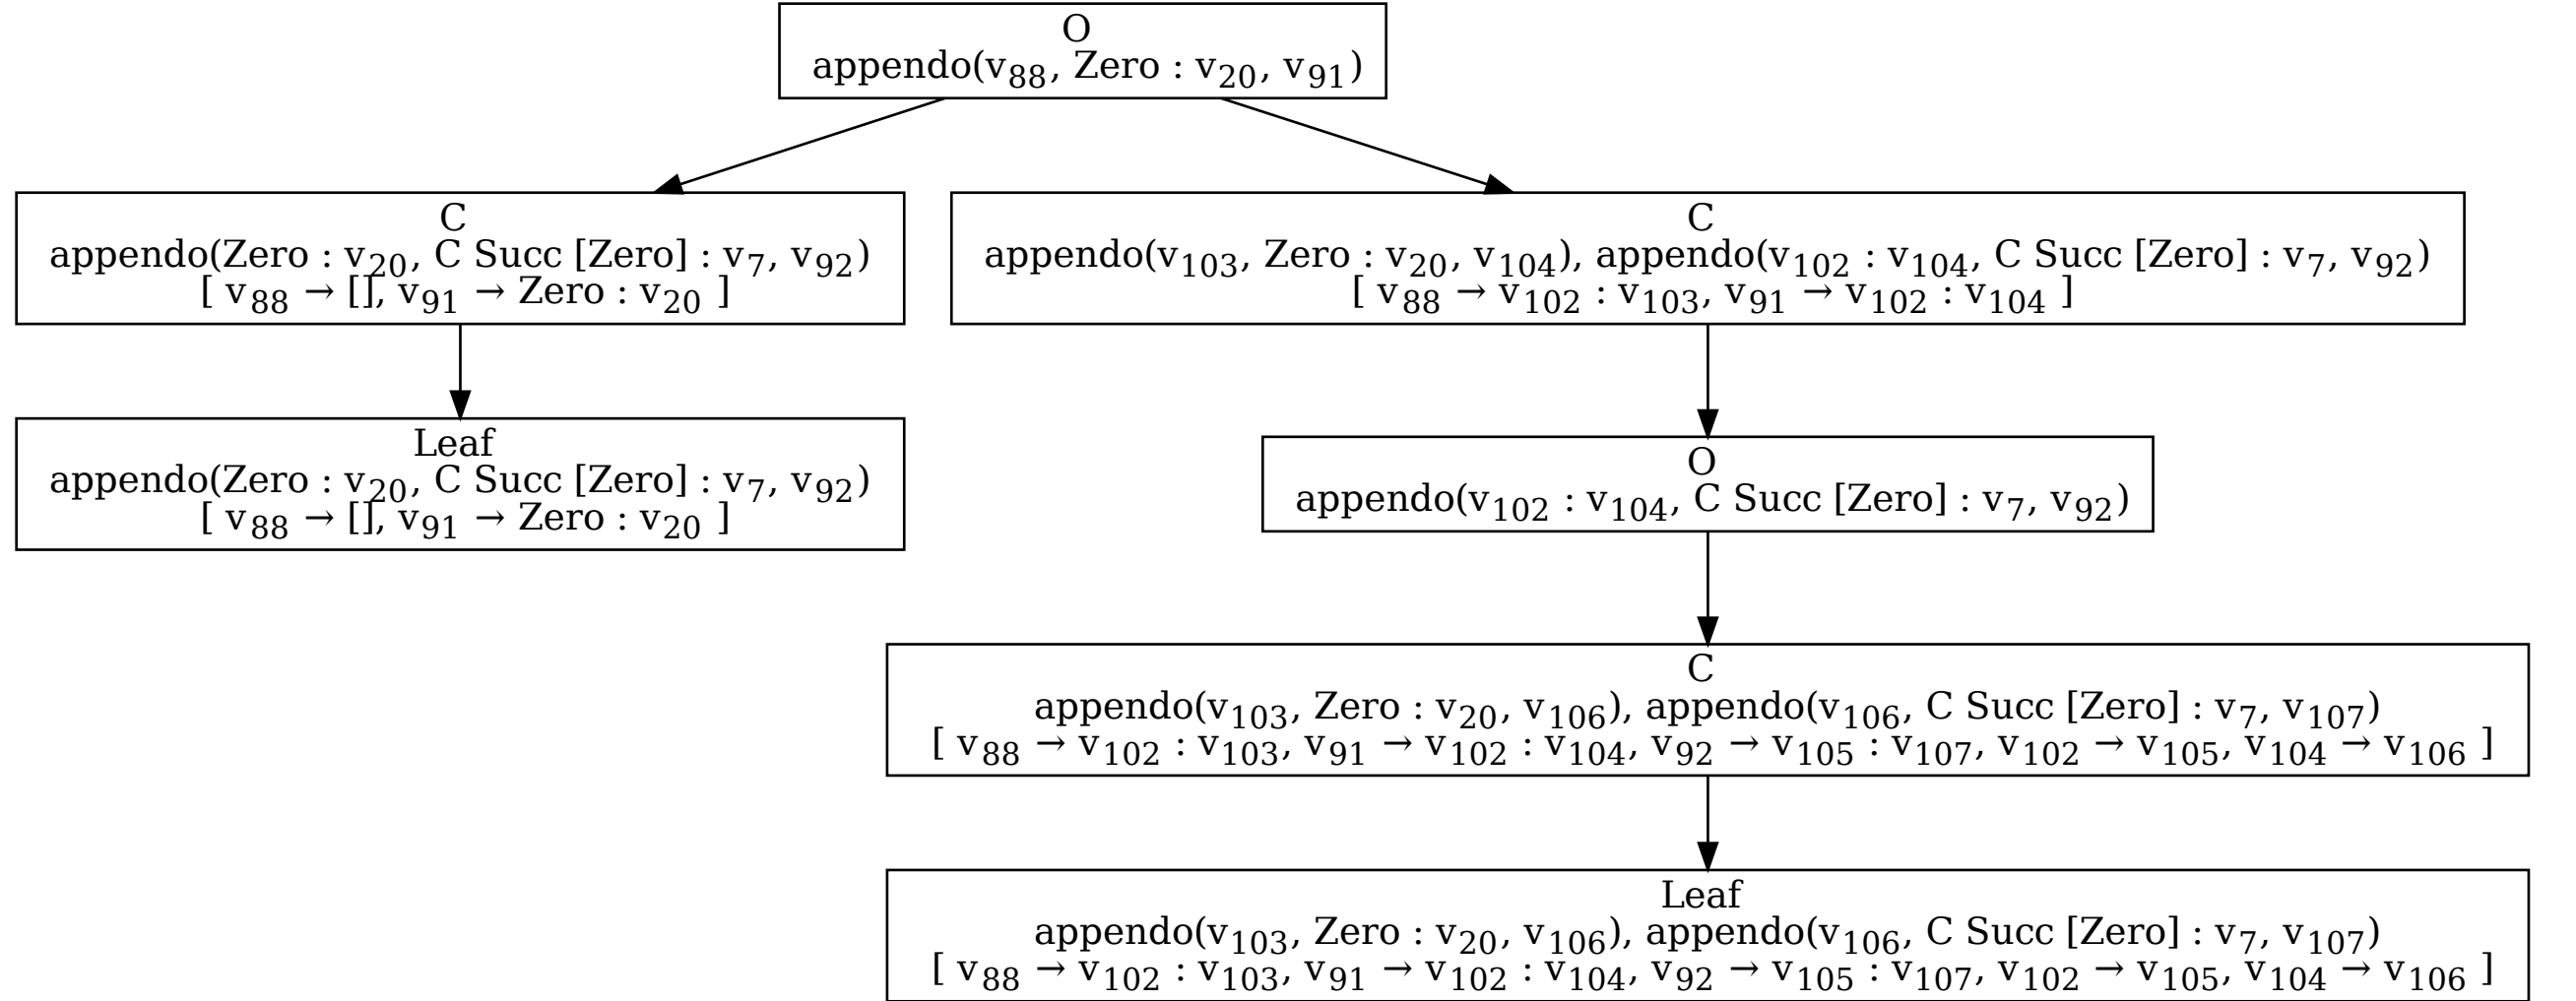 O
appendo(v88, Zero : v20, v91)
C
appendo(Zero : v20, C Succ [Zero] : v7, v92)
[ v88 → [], v91 → Zero : v20 ]
C
appendo(v103, Zero : v20, v104), appendo(v102 : v104, C Succ [Zero] : v7, v92)
[ v88 → v102 : v103, v91 → v102 : v104 ]
Leaf
appendo(Zero : v20, C Succ [Zero] : v7, v92)
[ v88 → [], v91 → Zero : v20 ]
O
appendo(v102 : v104, C Succ [Zero] : v7, v92)
C
appendo(v103, Zero : v20, v106), appendo(v106, C Succ [Zero] : v7, v107)
[ v88 → v102 : v103, v91 → v102 : v104, v92 → v105 : v107, v102 → v105, v104 → v106 ]
Leaf
appendo(v103, Zero : v20, v106), appendo(v106, C Succ [Zero] : v7, v107)
[ v88 → v102 : v103, v91 → v102 : v104, v92 → v105 : v107, v102 → v105, v104 → v106 ]